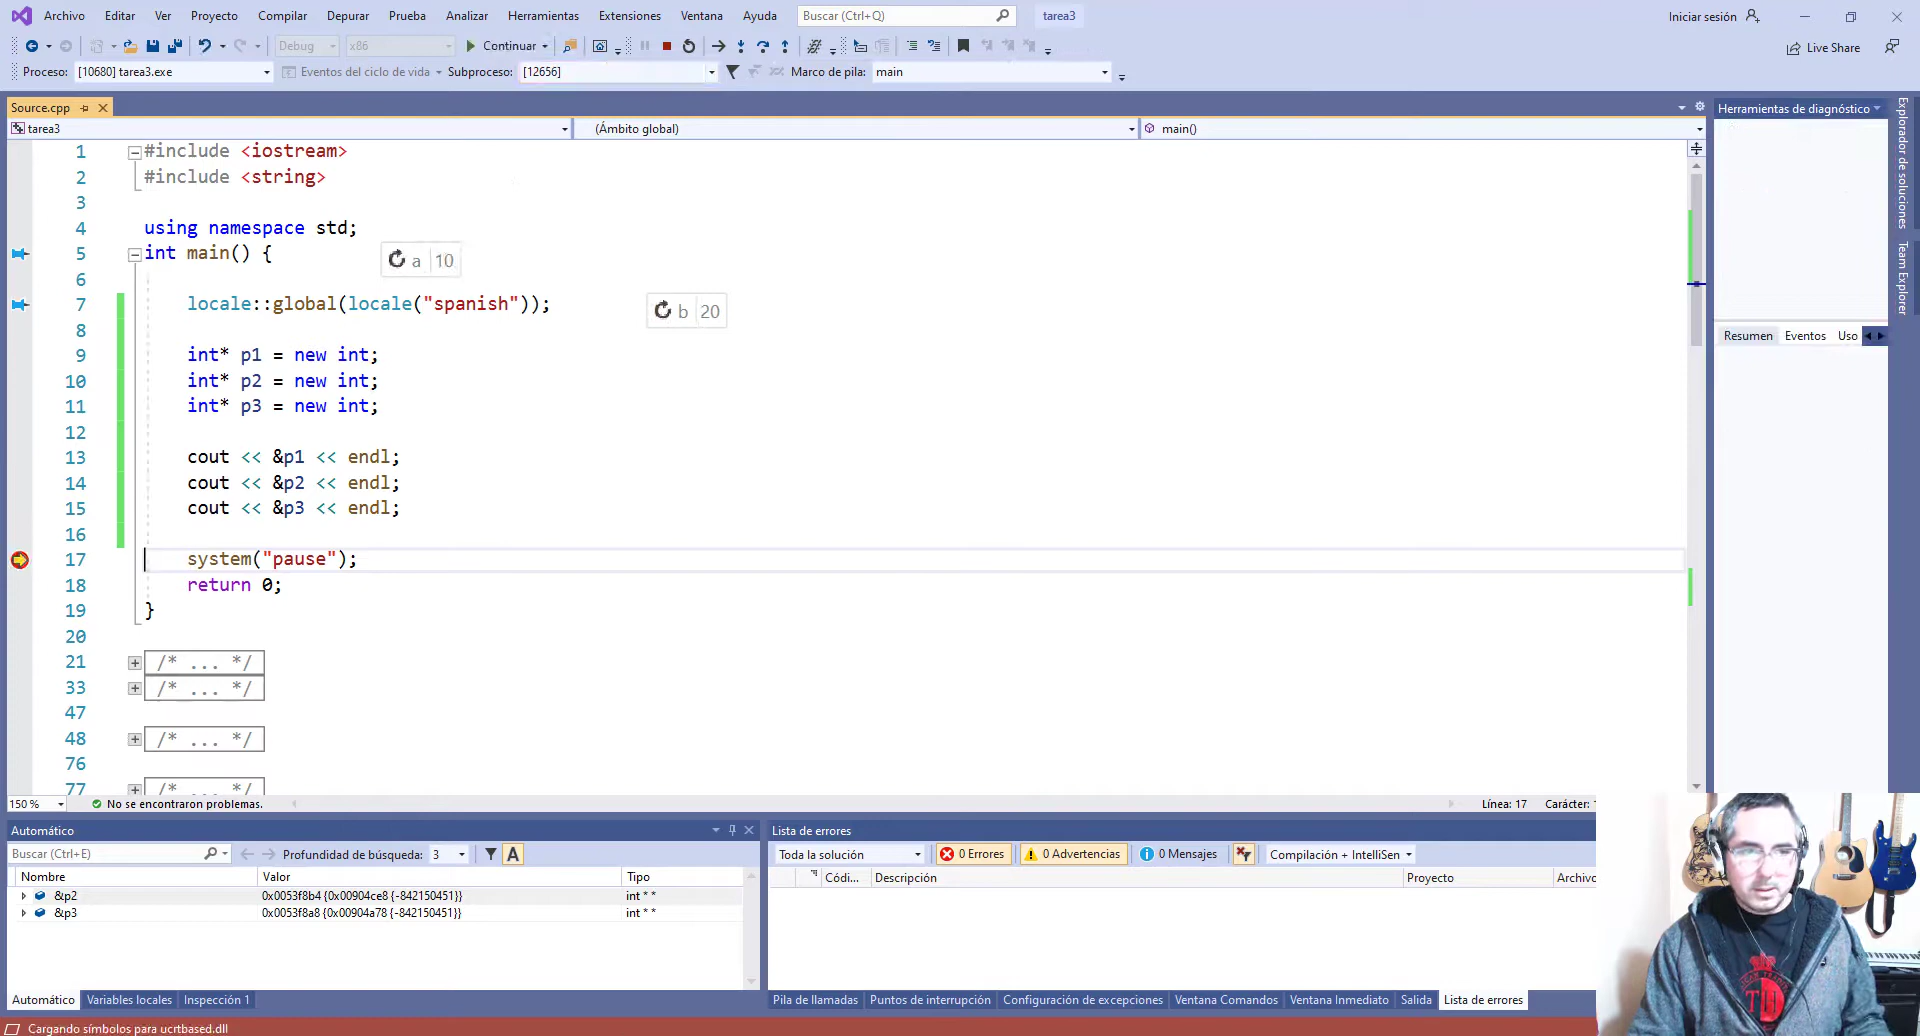 Archivo Editar Ver Proyecto Compilar Depurar Prueba Analizar Herramientas Extensiones Ventana Ayuda Buscar (Ctrl+Q) tarea3 Iniciar sesión
Debug x86 Continuar Live Share
Proceso: [10680] tarea3.exe Eventos del ciclo de vida Subproceso: [12656] Marco de pila: main
Source.cpp Herramientas de diagnóstico
tarea3 (Ámbito global) main()
Explorador de soluciones
Team Explorer
1 #include <iostream>
2 #include <string>
3
4 using namespace std;
5 int main() { a 10
6
7 locale::global(locale("spanish")); b 20
8
9 int* p1 = new int;
10 int* p2 = new int;
11 int* p3 = new int;
12
13 cout << &p1 << endl;
14 cout << &p2 << endl;
15 cout << &p3 << endl;
16
17 system("pause");
18 return 0;
19 }
20
21 /* ... */
33 /* ... */
47
48 /* ... */
76
77 /* ... */
Resumen Eventos Uso
150 % No se encontraron problemas. Línea: 17 Carácter:
Automático
Buscar (Ctrl+E) Profundidad de búsqueda: 3
Nombre Valor Tipo
&p2 0x0053f8b4 {0x00904ce8 {-842150451}} int * *
&p3 0x0053f8a8 {0x00904a78 {-842150451}} int * *
Automático Variables locales Inspección 1
Lista de errores
Toda la solución 0 Errores 0 Advertencias 0 Mensajes Compilación + IntelliSen
Códi... Descripción Proyecto Archivo
Pila de llamadas Puntos de interrupción Configuración de excepciones Ventana Comandos Ventana Inmediato Salida Lista de errores
Cargando símbolos para ucrtbased.dll